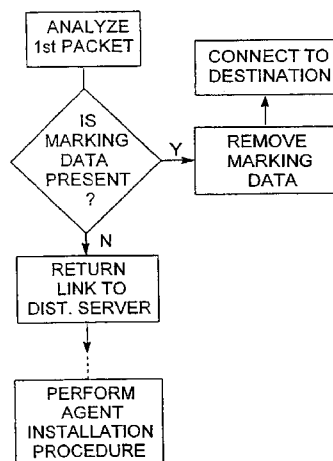 ANALYZE
1st PACKET
CONNECT TO
DESTINATION
IS
MARKING
DATA
PRESENT
?
Y
REMOVE
MARKING
DATA
N
RETURN
LINK TO
DIST. SERVER
PERFORM
AGENT
INSTALLATION
PROCEDURE